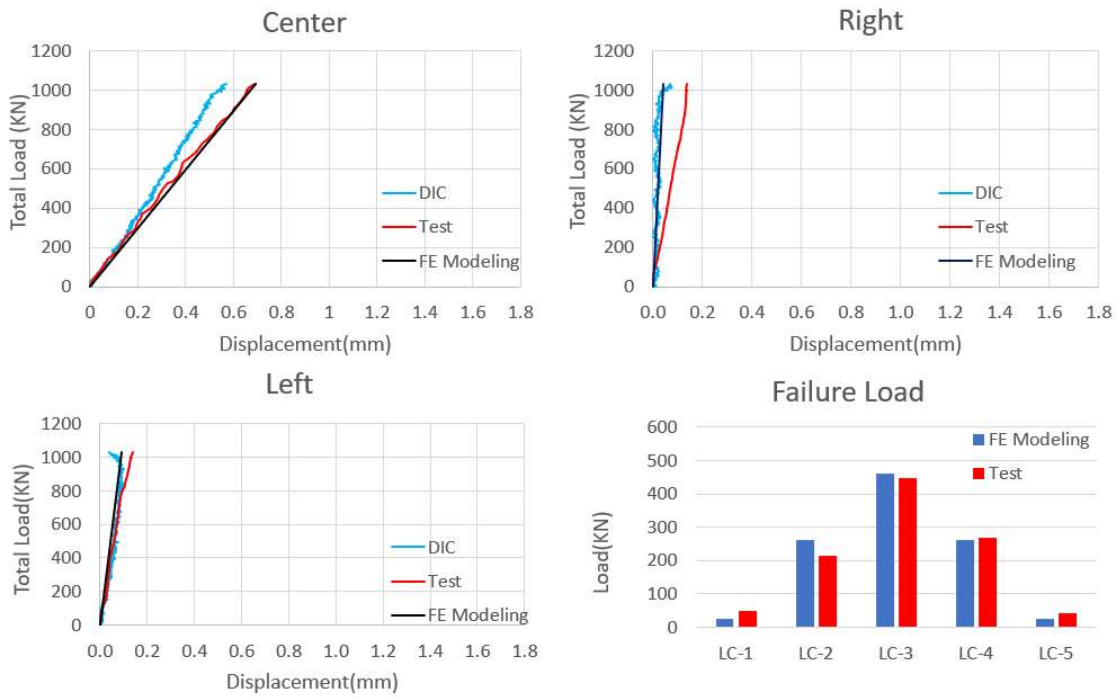 Center
Total Load (KN)
1200
1000
800
600
400
200
0
DIC
Test
FE Modeling
0 0.2 0.4 0.6 0.8 1 1.2 1.4 1.6 1.8
Displacement(mm)
Right
Total Load (KN)
1200
1000
800
600
400
200
0
DIC
Test
FE Modeling
0.0 0.2 0.4 0.6 0.8 1.0 1.2 1.4 1.6 1.8
Displacement(mm)
Left
Total Load(KN)
1200
1000
800
600
400
200
0
DIC
Test
FE Modeling
0.0 0.2 0.4 0.6 0.8 1.0 1.2 1.4 1.6 1.8
Displacement(mm)
Failure Load
Load(KN)
600
500
400
300
200
100
0
FE Modeling
Test
LC-1 LC-2 LC-3 LC-4 LC-5